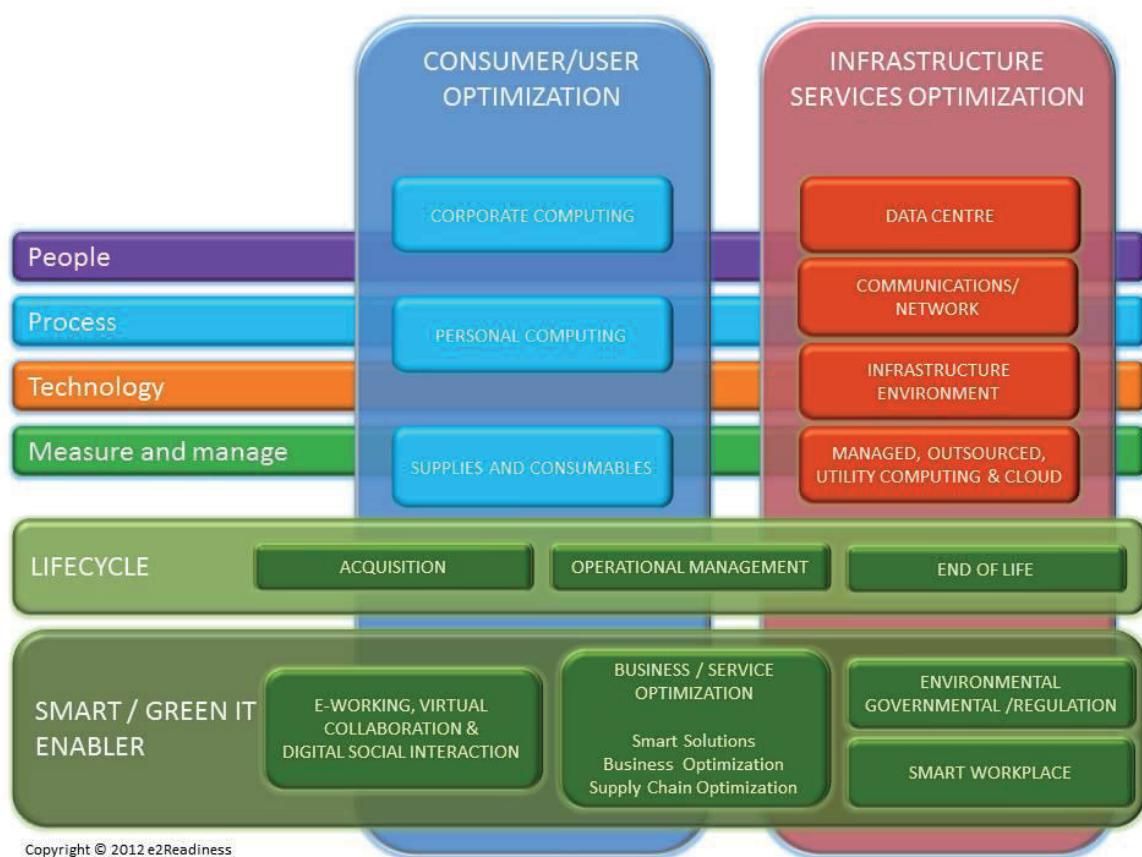 CONSUMER/USER
OPTIMIZATION
INFRASTRUCTURE
SERVICES OPTIMIZATION
CORPORATE COMPUTING
DATA CENTRE
People
COMMUNICATIONS/
NETWORK
Process
PERSONAL COMPUTING
INFRASTRUCTURE
ENVIRONMENT
Technology
Measure and manage
SUPPLIES AND CONSUMABLES
MANAGED, OUTSOURCED,
UTILITY COMPUTING & CLOUD
LIFECYCLE
ACQUISITION
OPERATIONAL MANAGEMENT
END OF LIFE
SMART / GREEN IT
ENABLER
E-WORKING, VIRTUAL
COLLABORATION &
DIGITAL SOCIAL INTERACTION
BUSINESS / SERVICE
OPTIMIZATION
Smart Solutions
Business Optimization
Supply Chain Optimization
ENVIRONMENTAL
GOVERNMENTAL /REGULATION
SMART WORKPLACE
Copyright © 2012 e2Readiness